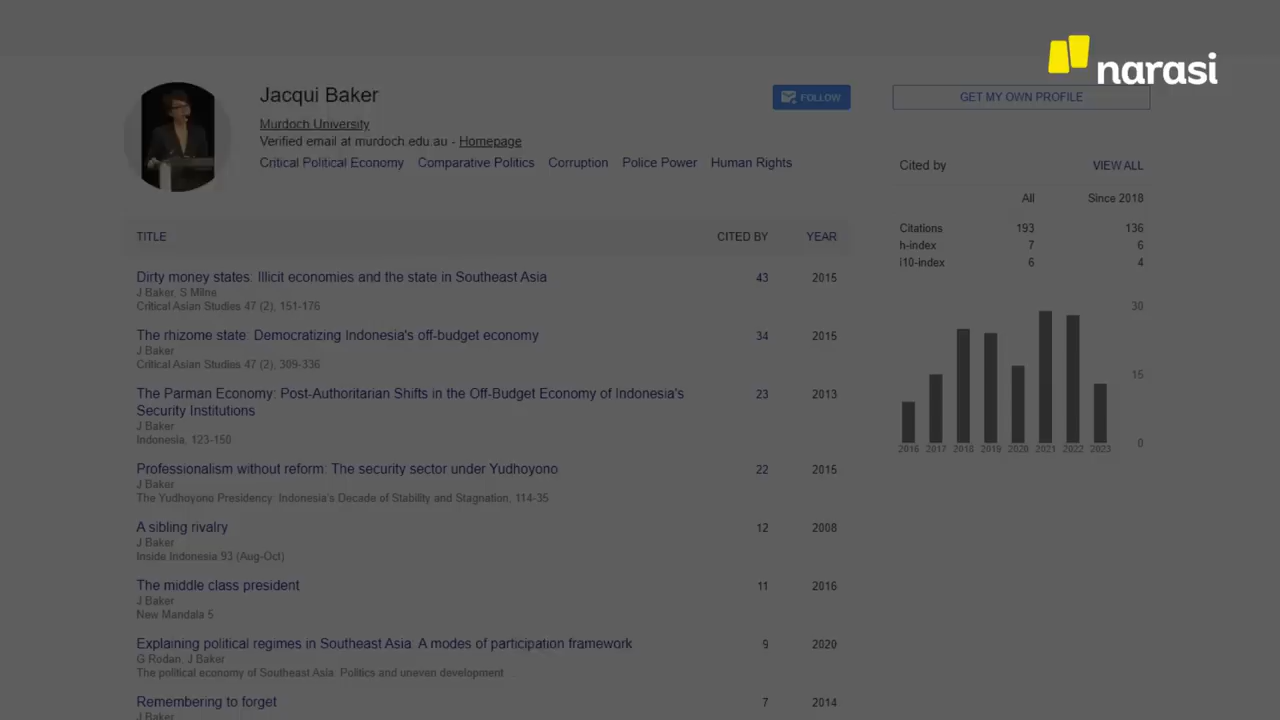 narasi
Jacqui Baker
FOLLOW
GET MY OWN PROFILE
Murdoch University
Verified email at murdoch.edu.au - Homepage
Critical Political Economy Comparative Politics Corruption Police Power Human Rights
Cited by VIEW ALL
All Since 2018
Citations 193 136
h-index 7 6
i10-index 6 4
30
15
0
2016 2017 2018 2019 2020 2021 2022 2023
TITLE CITED BY YEAR
Dirty money states: Illicit economies and the state in Southeast Asia 43 2015
J Baker, S Milne
Critical Asian Studies 47 (2), 151-176
The rhizome state: Democratizing Indonesia's off-budget economy 34 2015
J Baker
Critical Asian Studies 47 (2), 309-336
The Parman Economy: Post-Authoritarian Shifts in the Off-Budget Economy of Indonesia's 23 2013
Security Institutions
J Baker
Indonesia, 123-150
Professionalism without reform: The security sector under Yudhoyono 22 2015
J Baker
The Yudhoyono Presidency: Indonesia's Decade of Stability and Stagnation, 114-35
A sibling rivalry 12 2008
J Baker
Inside Indonesia 93 (Aug-Oct)
The middle class president 11 2016
J Baker
New Mandala 5
Explaining political regimes in Southeast Asia: A modes of participation framework 9 2020
G Rodan, J Baker
The political economy of Southeast Asia: Politics and uneven development ...
Remembering to forget 7 2014
J Baker